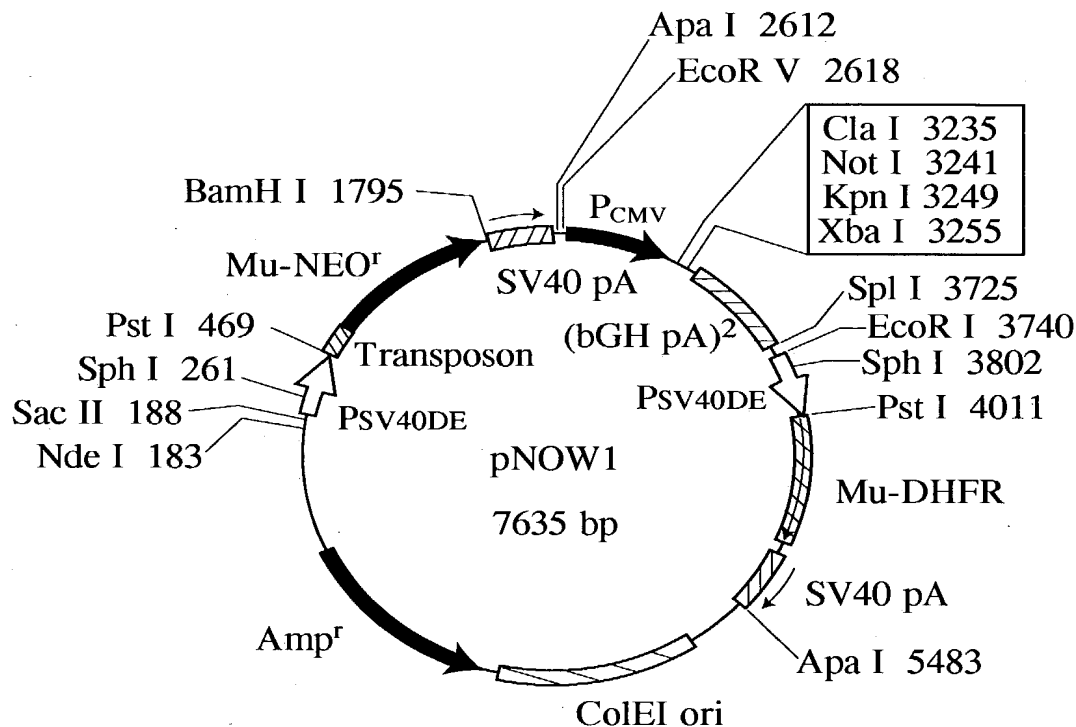 Apa I 2612
EcoR V 2618
Cla I 3235
Not I 3241
Kpn I 3249
Xba I 3255
BamH I 1795
PCMV
Mu-NEOr
SV40 pA
Spl I 3725
(bGH pA)2
EcoR I 3740
Pst I 469
Transposon
Sph I 3802
Sph I 261
PSV40DE
PSV40DE
Pst I 4011
Sac II 188
Nde I 183
pNOW1
Mu-DHFR
7635 bp
SV40 pA
Ampr
Apa I 5483
ColEI ori